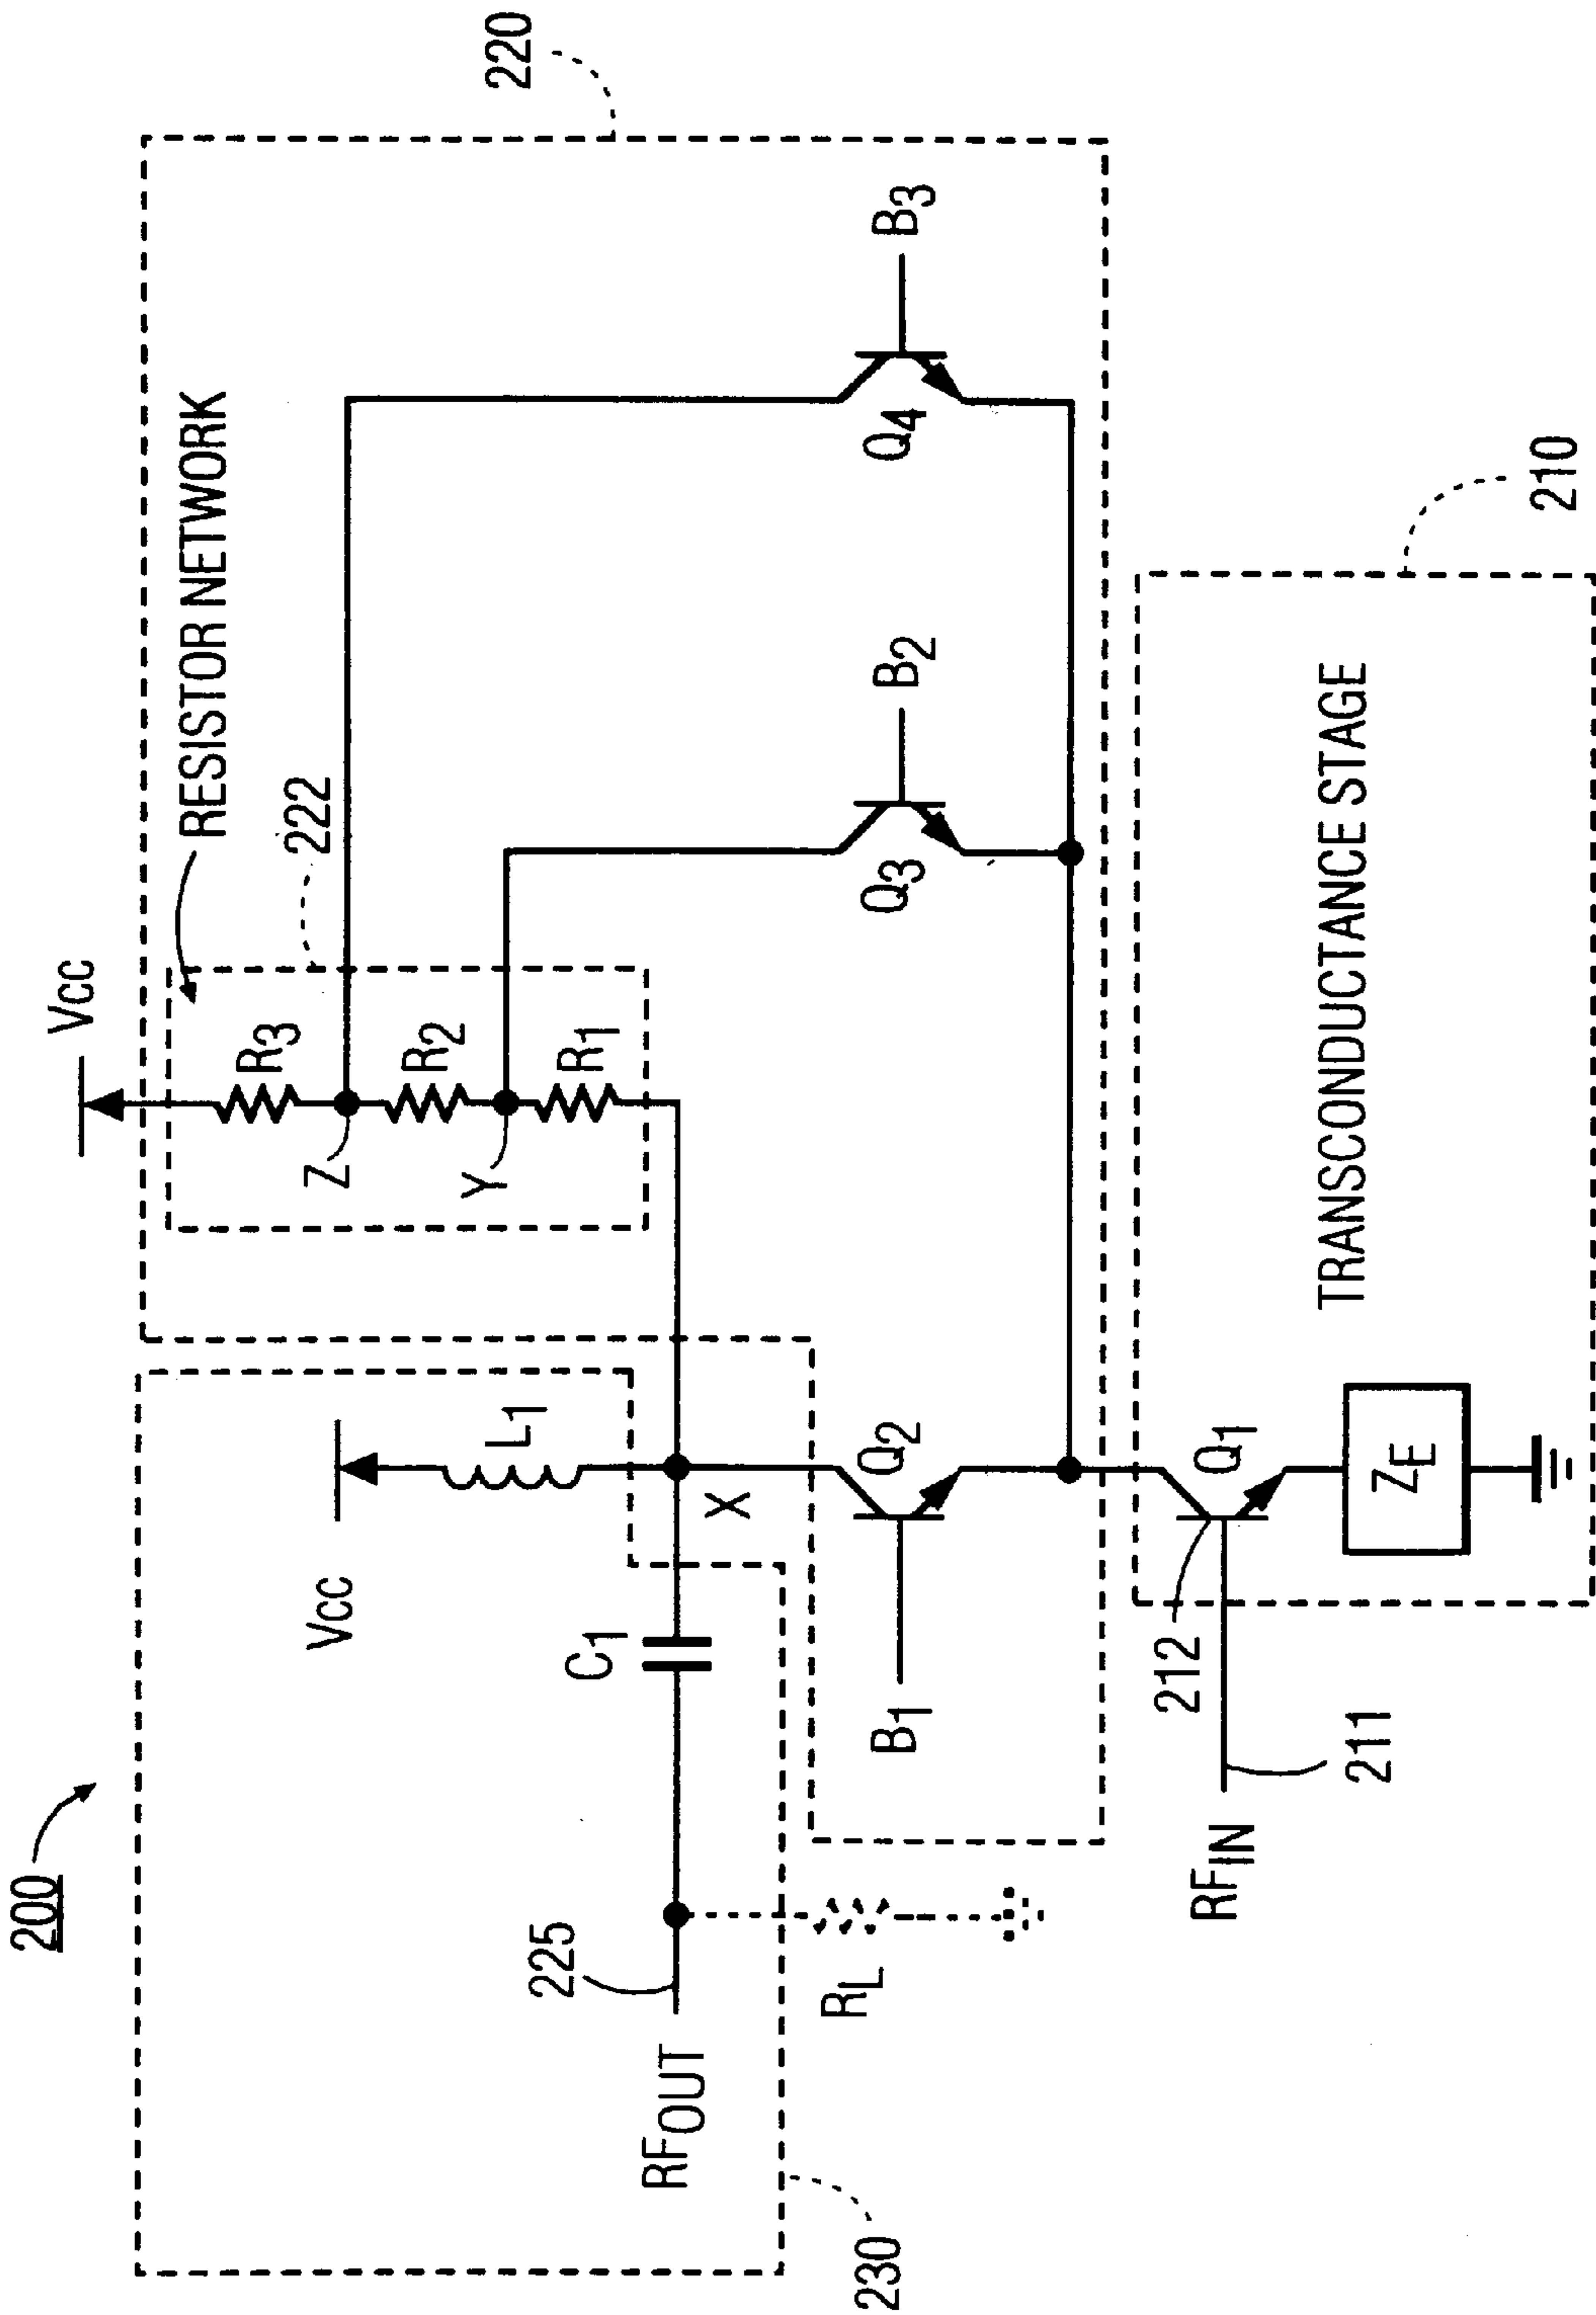 200
VCC
RESISTOR NETWORK
222
220
R3
Z
R2
Y
R1
VCC
L1
C1
X
225
RFOUT
230
RL
B1
Q2
Q3
B2
Q4
B3
RFIN
211
212
Q1
ZE
TRANSCONDUCTANCE STAGE
210